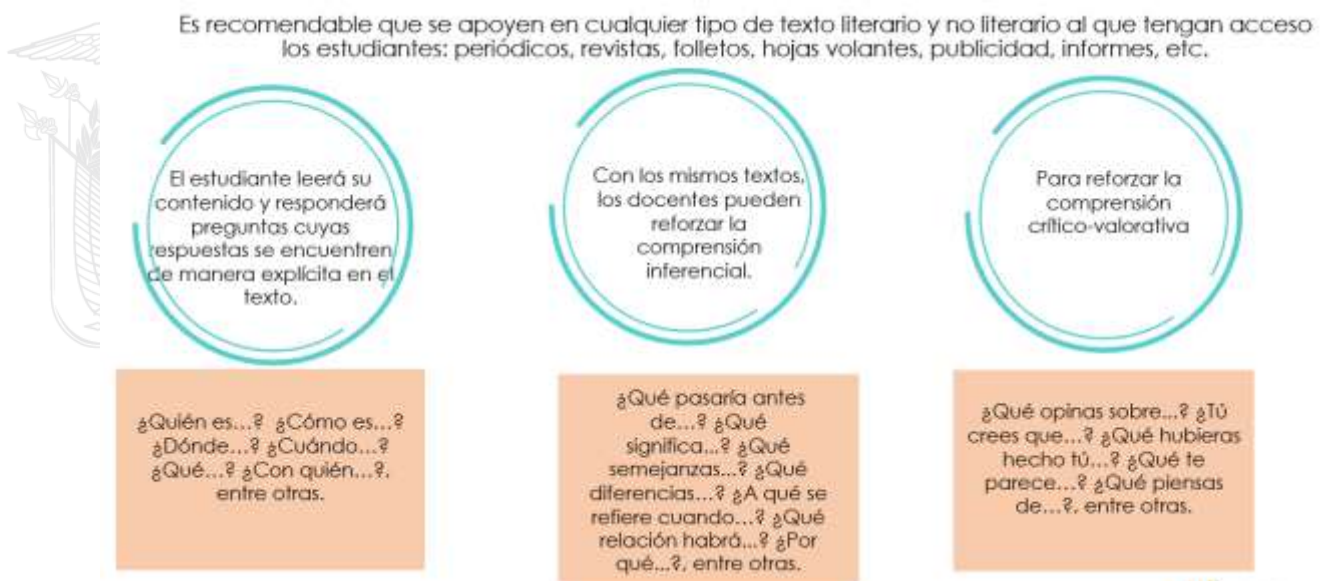 Es recomendable que se apoyen en cualquier tipo de texto literario y no literario al que tengan acceso
los estudiantes: periódicos, revistas, folletos, hojas volantes, publicidad, informes, etc.
El estudiante leerá su
contenido y responderá
preguntas cuyas
respuestas se encuentren
de manera explícita en el
texto.
Con los mismos textos,
los docentes pueden
reforzar la
comprensión
inferencial.
Para reforzar la
comprensión
crítico-valorativa
¿Quién es...? ¿Cómo es...?
¿Dónde...? ¿Cuándo...?
¿Qué...? ¿Con quién...?,
entre otras.
¿Qué pasaría antes
de...? ¿Qué
significa...? ¿Qué
semejanzas...? ¿Qué
diferencias...? ¿A qué se
refiere cuando...? ¿Qué
relación habrá...? ¿Por
qué...?, entre otras.
¿Qué opinas sobre...? ¿Tú
crees que...? ¿Qué hubieras
hecho tú...? ¿Qué te
parece...? ¿Qué piensas
de...?, entre otras.